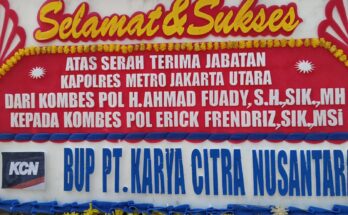 Selamat & Sukses
ATAS SERAH TERIMA JABATAN
KAPOLRES METRO JAKARTA UTARA
DARI KOMBES POL H.AHMAD FUADY, S.H, SIK., MH
KEPADA KOMBES POL ERICK FRENDRIZ, SIK, MSi
KCN
BUP PT. KARYA CITRA NUSANTARA